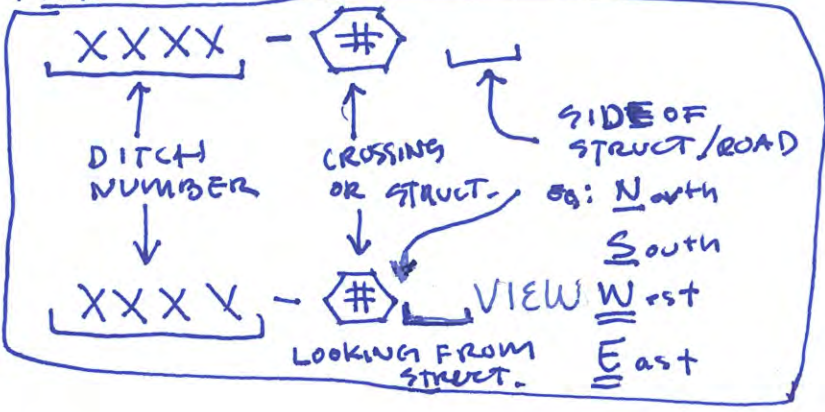 XXXX - #
SIDE OF
STRUCT/ROAD
DITCH
NUMBER
CROSSING
OR STRUCT.
eg: North
South
West
East
XXXX - # VIEW
LOOKING FROM
STRUCT.